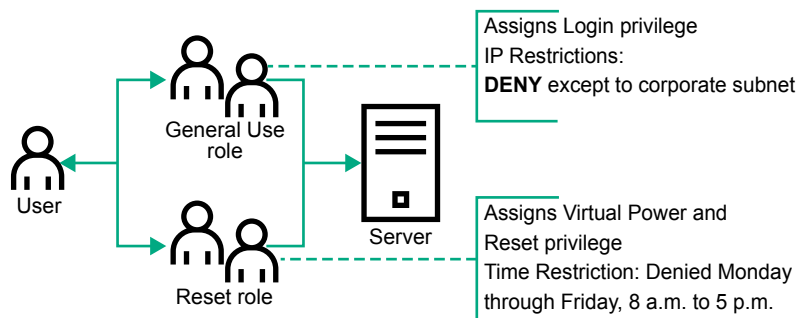 Assigns Login privilege
IP Restrictions:
DENY except to corporate subnet
General Use
role
User
Server
Reset role
Assigns Virtual Power and
Reset privilege
Time Restriction: Denied Monday
through Friday, 8 a.m. to 5 p.m.